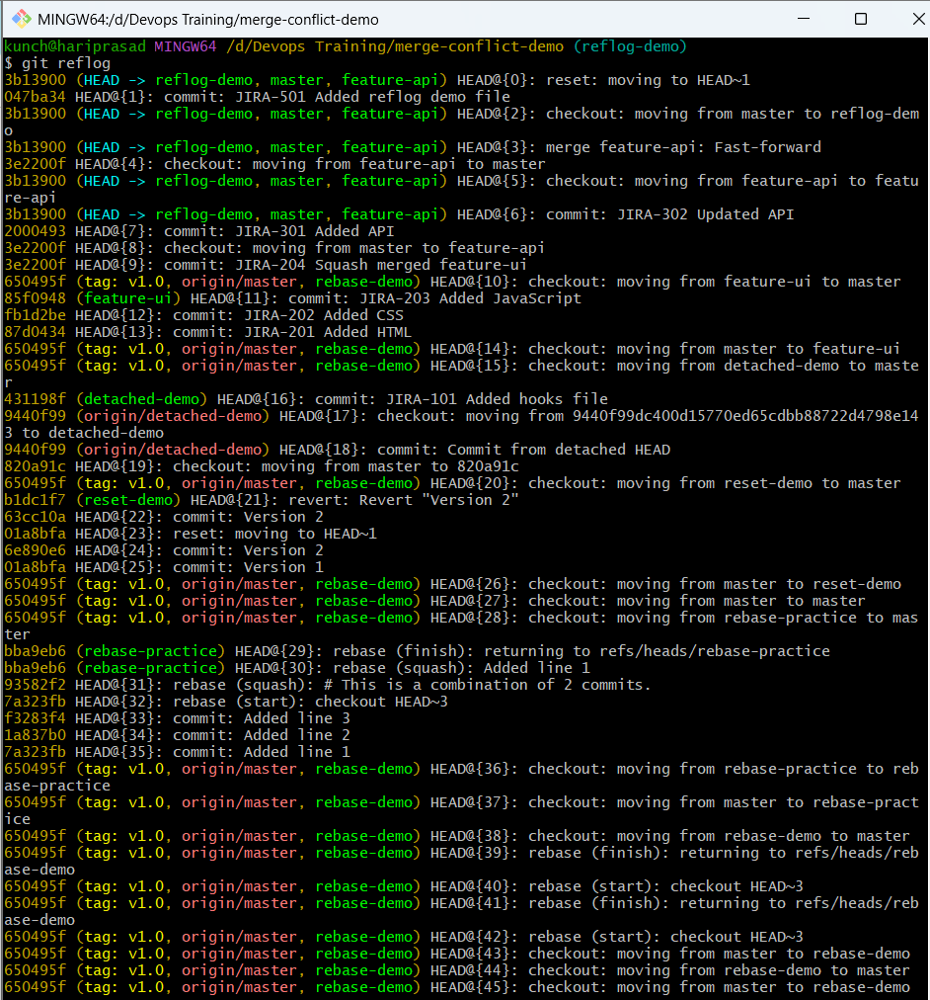 MINGW64:/d/Devops Training/merge-conflict-demo
kunch@hariprasad MINGW64 /d/Devops Training/merge-conflict-demo (reflog-demo)
$ git reflog
3b13900 (HEAD -> reflog-demo, master, feature-api) HEAD@{0}: reset: moving to HEAD~1
047ba34 HEAD@{1}: commit: JIRA-501 Added reflog demo file
3b13900 (HEAD -> reflog-demo, master, feature-api) HEAD@{2}: checkout: moving from master to reflog-dem
o
3b13900 (HEAD -> reflog-demo, master, feature-api) HEAD@{3}: merge feature-api: Fast-forward
3e2200f HEAD@{4}: checkout: moving from feature-api to master
3b13900 (HEAD -> reflog-demo, master, feature-api) HEAD@{5}: checkout: moving from feature-api to featu
re-api
3b13900 (HEAD -> reflog-demo, master, feature-api) HEAD@{6}: commit: JIRA-302 Updated API
2000493 HEAD@{7}: commit: JIRA-301 Added API
3e2200f HEAD@{8}: checkout: moving from master to feature-api
3e2200f HEAD@{9}: commit: JIRA-204 Squash merged feature-ui
650495f (tag: v1.0, origin/master, rebase-demo) HEAD@{10}: checkout: moving from feature-ui to master
85f0948 (feature-ui) HEAD@{11}: commit: JIRA-203 Added JavaScript
fb1d2be HEAD@{12}: commit: JIRA-202 Added CSS
87d0434 HEAD@{13}: commit: JIRA-201 Added HTML
650495f (tag: v1.0, origin/master, rebase-demo) HEAD@{14}: checkout: moving from master to feature-ui
650495f (tag: v1.0, origin/master, rebase-demo) HEAD@{15}: checkout: moving from detached-demo to maste
r
431198f (detached-demo) HEAD@{16}: commit: JIRA-101 Added hooks file
9440f99 (origin/detached-demo) HEAD@{17}: checkout: moving from 9440f99dc400d15770ed65cdbb88722d4798e14
3 to detached-demo
9440f99 (origin/detached-demo) HEAD@{18}: commit: Commit from detached HEAD
820a91c HEAD@{19}: checkout: moving from master to 820a91c
650495f (tag: v1.0, origin/master, rebase-demo) HEAD@{20}: checkout: moving from reset-demo to master
b1dc1f7 (reset-demo) HEAD@{21}: revert: Revert "Version 2"
63cc10a HEAD@{22}: commit: Version 2
01a8bfa HEAD@{23}: reset: moving to HEAD~1
6e890e6 HEAD@{24}: commit: Version 2
01a8bfa HEAD@{25}: commit: Version 1
650495f (tag: v1.0, origin/master, rebase-demo) HEAD@{26}: checkout: moving from master to reset-demo
650495f (tag: v1.0, origin/master, rebase-demo) HEAD@{27}: checkout: moving from master to master
650495f (tag: v1.0, origin/master, rebase-demo) HEAD@{28}: checkout: moving from rebase-practice to mas
ter
bba9eb6 (rebase-practice) HEAD@{29}: rebase (finish): returning to refs/heads/rebase-practice
bba9eb6 (rebase-practice) HEAD@{30}: rebase (squash): Added line 1
93582f2 HEAD@{31}: rebase (squash): # This is a combination of 2 commits.
7a323fb HEAD@{32}: rebase (start): checkout HEAD~3
f3283f4 HEAD@{33}: commit: Added line 3
1a837b0 HEAD@{34}: commit: Added line 2
7a323fb HEAD@{35}: commit: Added line 1
650495f (tag: v1.0, origin/master, rebase-demo) HEAD@{36}: checkout: moving from rebase-practice to reb
ase-practice
650495f (tag: v1.0, origin/master, rebase-demo) HEAD@{37}: checkout: moving from master to rebase-pract
ice
650495f (tag: v1.0, origin/master, rebase-demo) HEAD@{38}: checkout: moving from rebase-demo to master
650495f (tag: v1.0, origin/master, rebase-demo) HEAD@{39}: rebase (finish): returning to refs/heads/reb
ase-demo
650495f (tag: v1.0, origin/master, rebase-demo) HEAD@{40}: rebase (start): checkout HEAD~3
650495f (tag: v1.0, origin/master, rebase-demo) HEAD@{41}: rebase (finish): returning to refs/heads/reb
ase-demo
650495f (tag: v1.0, origin/master, rebase-demo) HEAD@{42}: rebase (start): checkout HEAD~3
650495f (tag: v1.0, origin/master, rebase-demo) HEAD@{43}: checkout: moving from master to rebase-demo
650495f (tag: v1.0, origin/master, rebase-demo) HEAD@{44}: checkout: moving from rebase-demo to master
650495f (tag: v1.0, origin/master, rebase-demo) HEAD@{45}: checkout: moving from master to rebase-demo